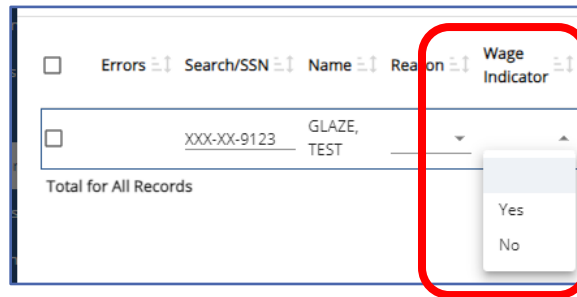 Errors Search/SSN Name Reason Wage Indicator
XXX-XX-9123 GLAZE, TEST
Total for All Records
Yes
No